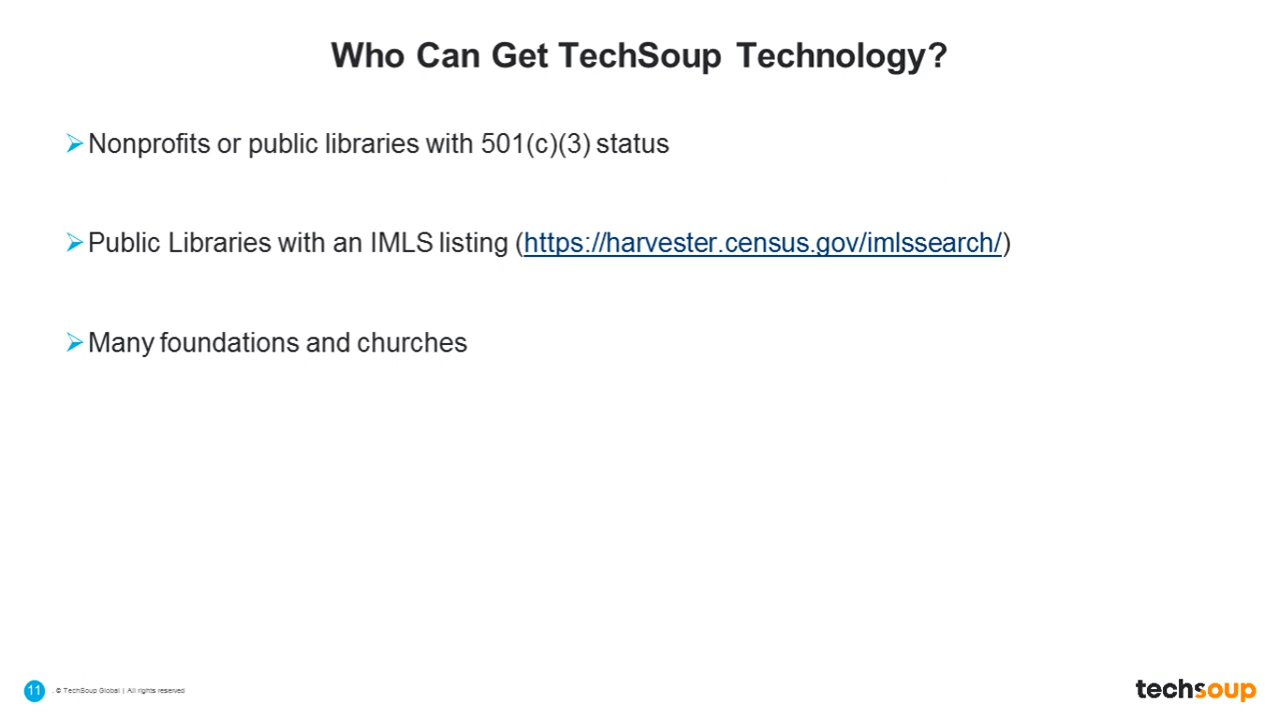 Who Can Get TechSoup Technology?
Nonprofits or public libraries with 501(c)(3) status
Public Libraries with an IMLS listing (https://harvester.census.gov/imlssearch/)
Many foundations and churches
11 . © TechSoup Global | All rights reserved
techsoup